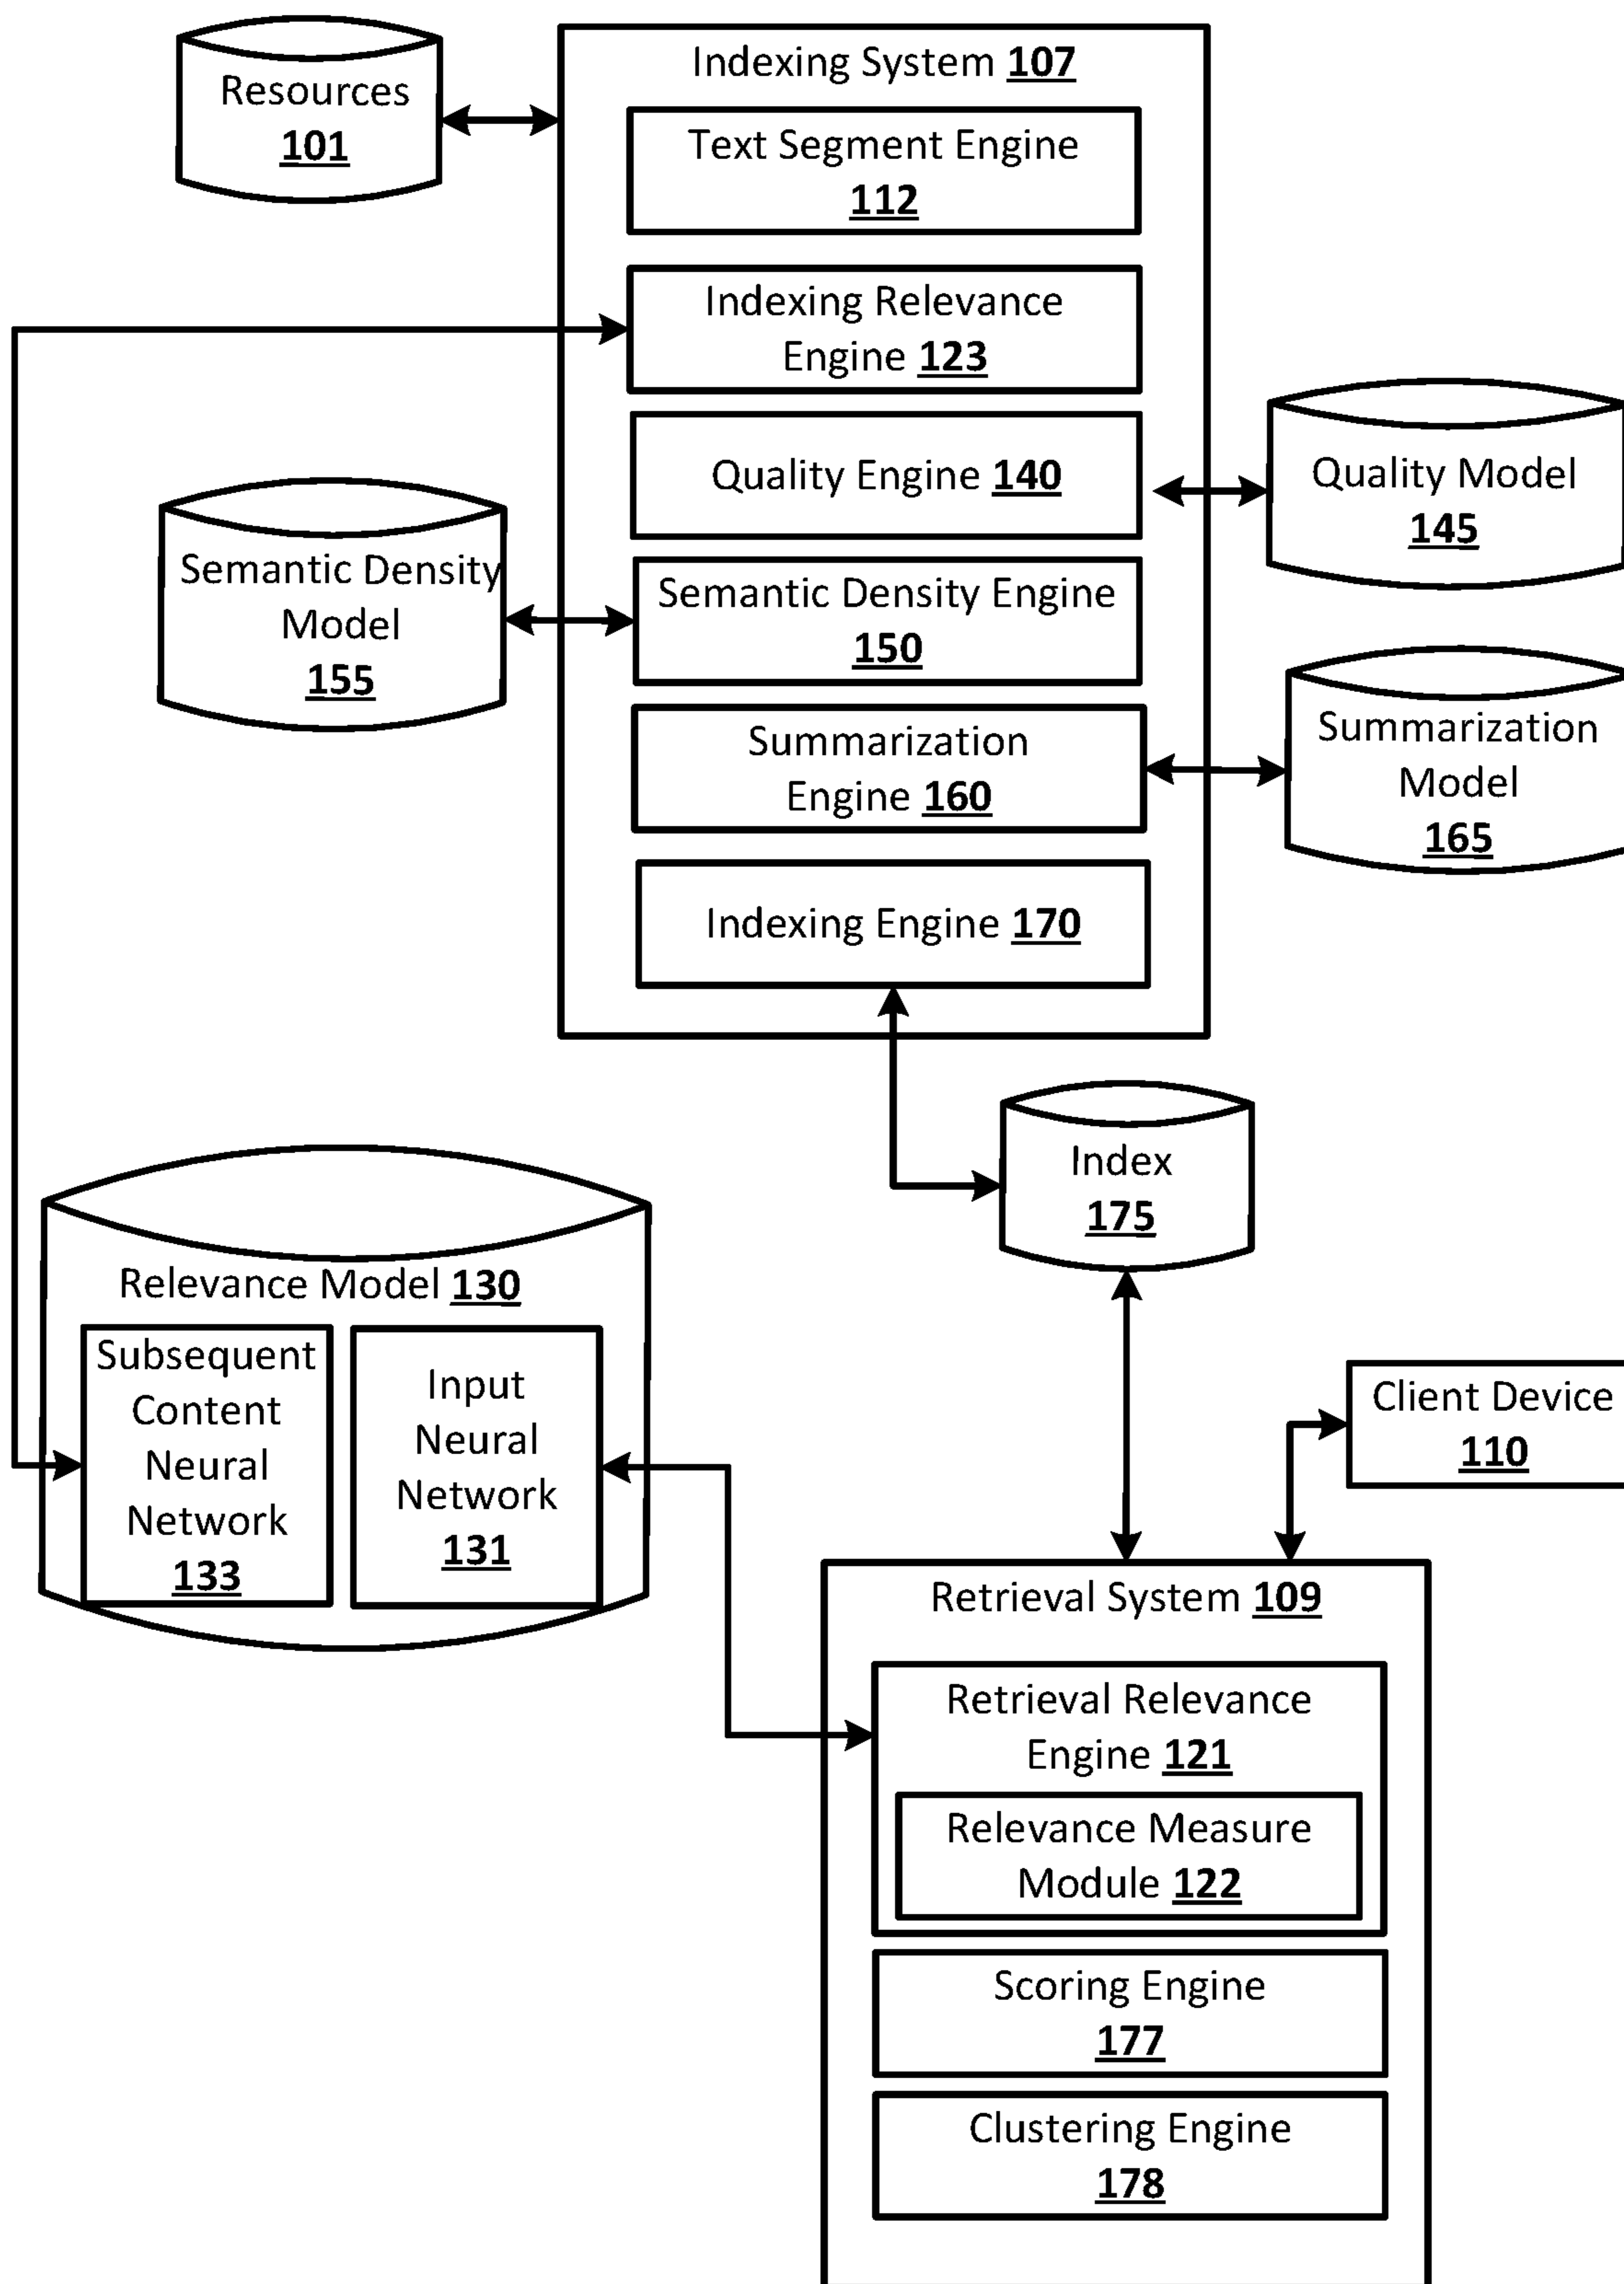 Resources
101
Indexing System 107
Text Segment Engine
112
Indexing Relevance
Engine 123
Quality Engine 140
Quality Model
145
Semantic Density
Model
155
Semantic Density Engine
150
Summarization
Engine 160
Summarization
Model
165
Indexing Engine 170
Index
175
Relevance Model 130
Subsequent
Content
Neural
Network
133
Input
Neural
Network
131
Client Device
110
Retrieval System 109
Retrieval Relevance
Engine 121
Relevance Measure
Module 122
Scoring Engine
177
Clustering Engine
178